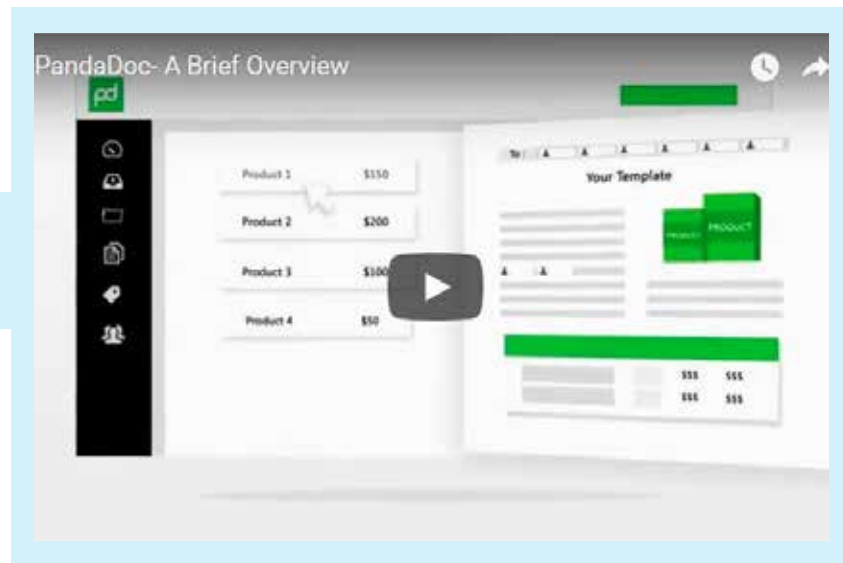 PandaDoc- A Brief Overview
pd
To
Your Template
Product 1 $150
Product 2 $200
Product 3 $100
Product 4 $50
PRODUCT PRODUCT
$$$ $$$
$$$ $$$